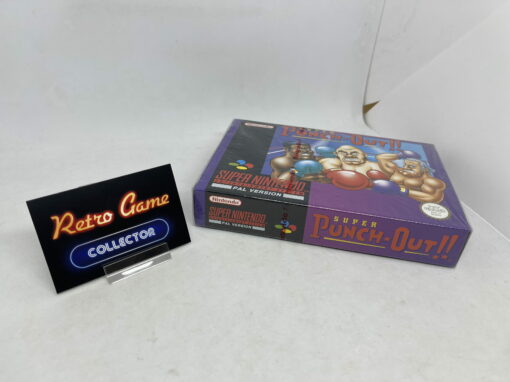 Retro Game
COLLECTOR
PUNCH-OUT!!
SUPER NINTENDO
PAL VERSION
Nintendo
SUPER NINTENDO
PAL VERSION
SUPER
PUNCH-OUT!!